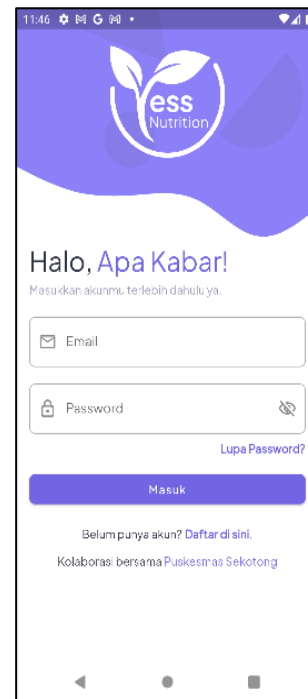 11:46
Yess
Nutrition
Halo, Apa Kabar!
Masukkan akunmu terlebih dahulu ya.
Email
Password
Lupa Password?
Masuk
Belum punya akun? Daftar di sini.
Kolaborasi bersama Puskesmas Sekotong